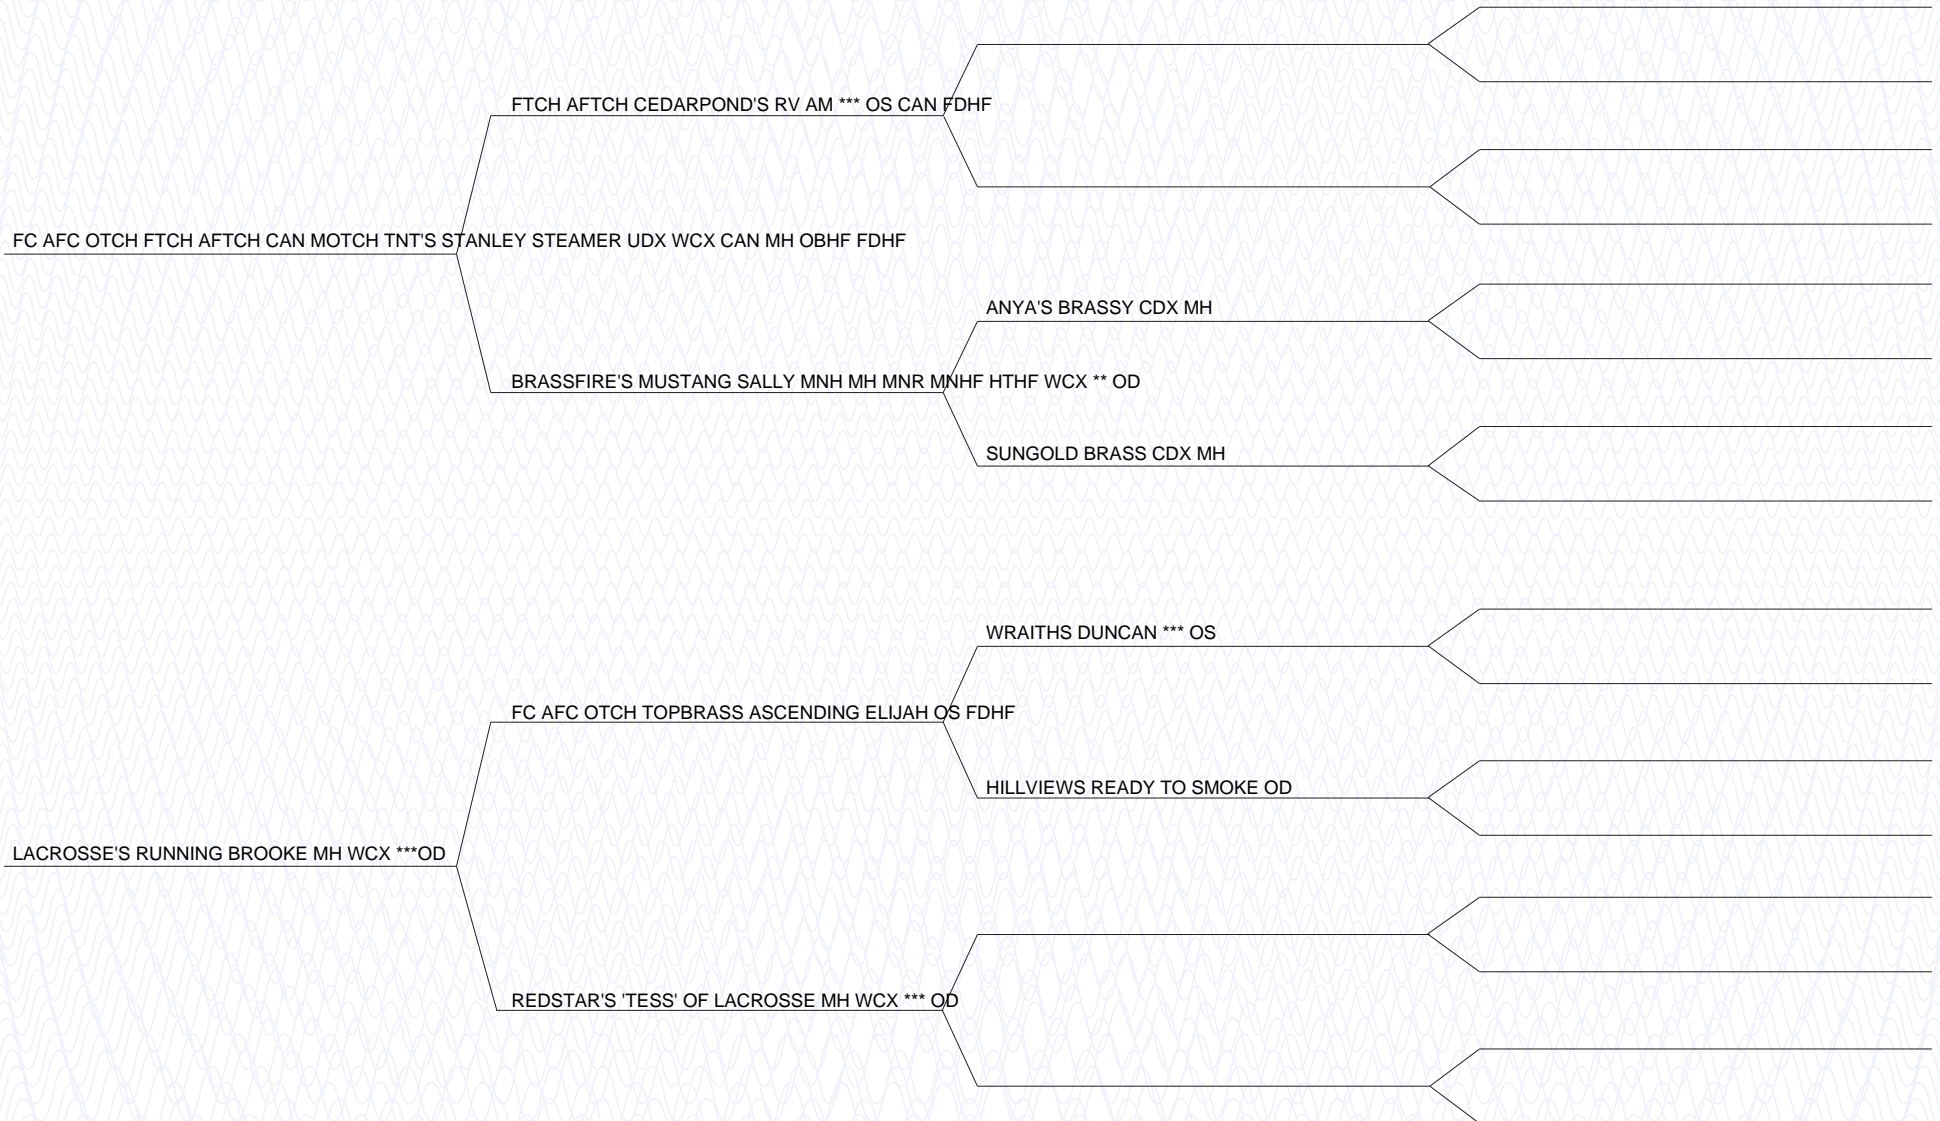 FTCH AFTCH CEDARPOND'S RV AM *** OS CAN FDHF
FC AFC OTCH FTCH AFTCH CAN MOTCH TNT'S STANLEY STEAMER UDX WCX CAN MH OBHF FDHF
ANYA'S BRASSY CDX MH
BRASSFIRE'S MUSTANG SALLY MNH MH MNR MNHF HTHF WCX ** OD
SUNGOLD BRASS CDX MH
WRAITHS DUNCAN *** OS
FC AFC OTCH TOPBRASS ASCENDING ELIJAH OS FDHF
HILLVIEWS READY TO SMOKE OD
LACROSSE'S RUNNING BROOKE MH WCX ***OD
REDSTAR'S 'TESS' OF LACROSSE MH WCX *** OD